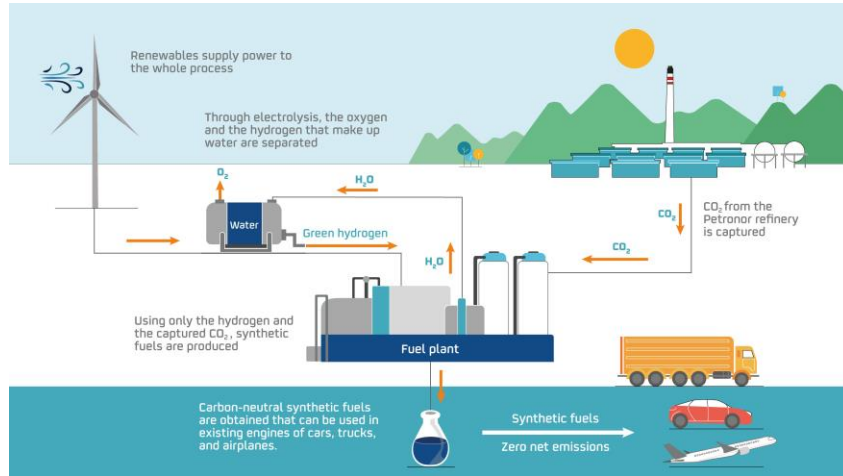 Renewables supply power to
the whole process
Through electrolysis, the oxygen
and the hydrogen that make up
water are separated
O₂
H₂O
Water
Green hydrogen
H₂O
CO₂
CO₂
CO₂ from the
Petronor refinery
is captured
Using only the hydrogen and
the captured CO₂, synthetic
fuels are produced
Fuel plant
Carbon-neutral synthetic fuels
are obtained that can be used in
existing engines of cars, trucks,
and airplanes.
Synthetic fuels
Zero net emissions